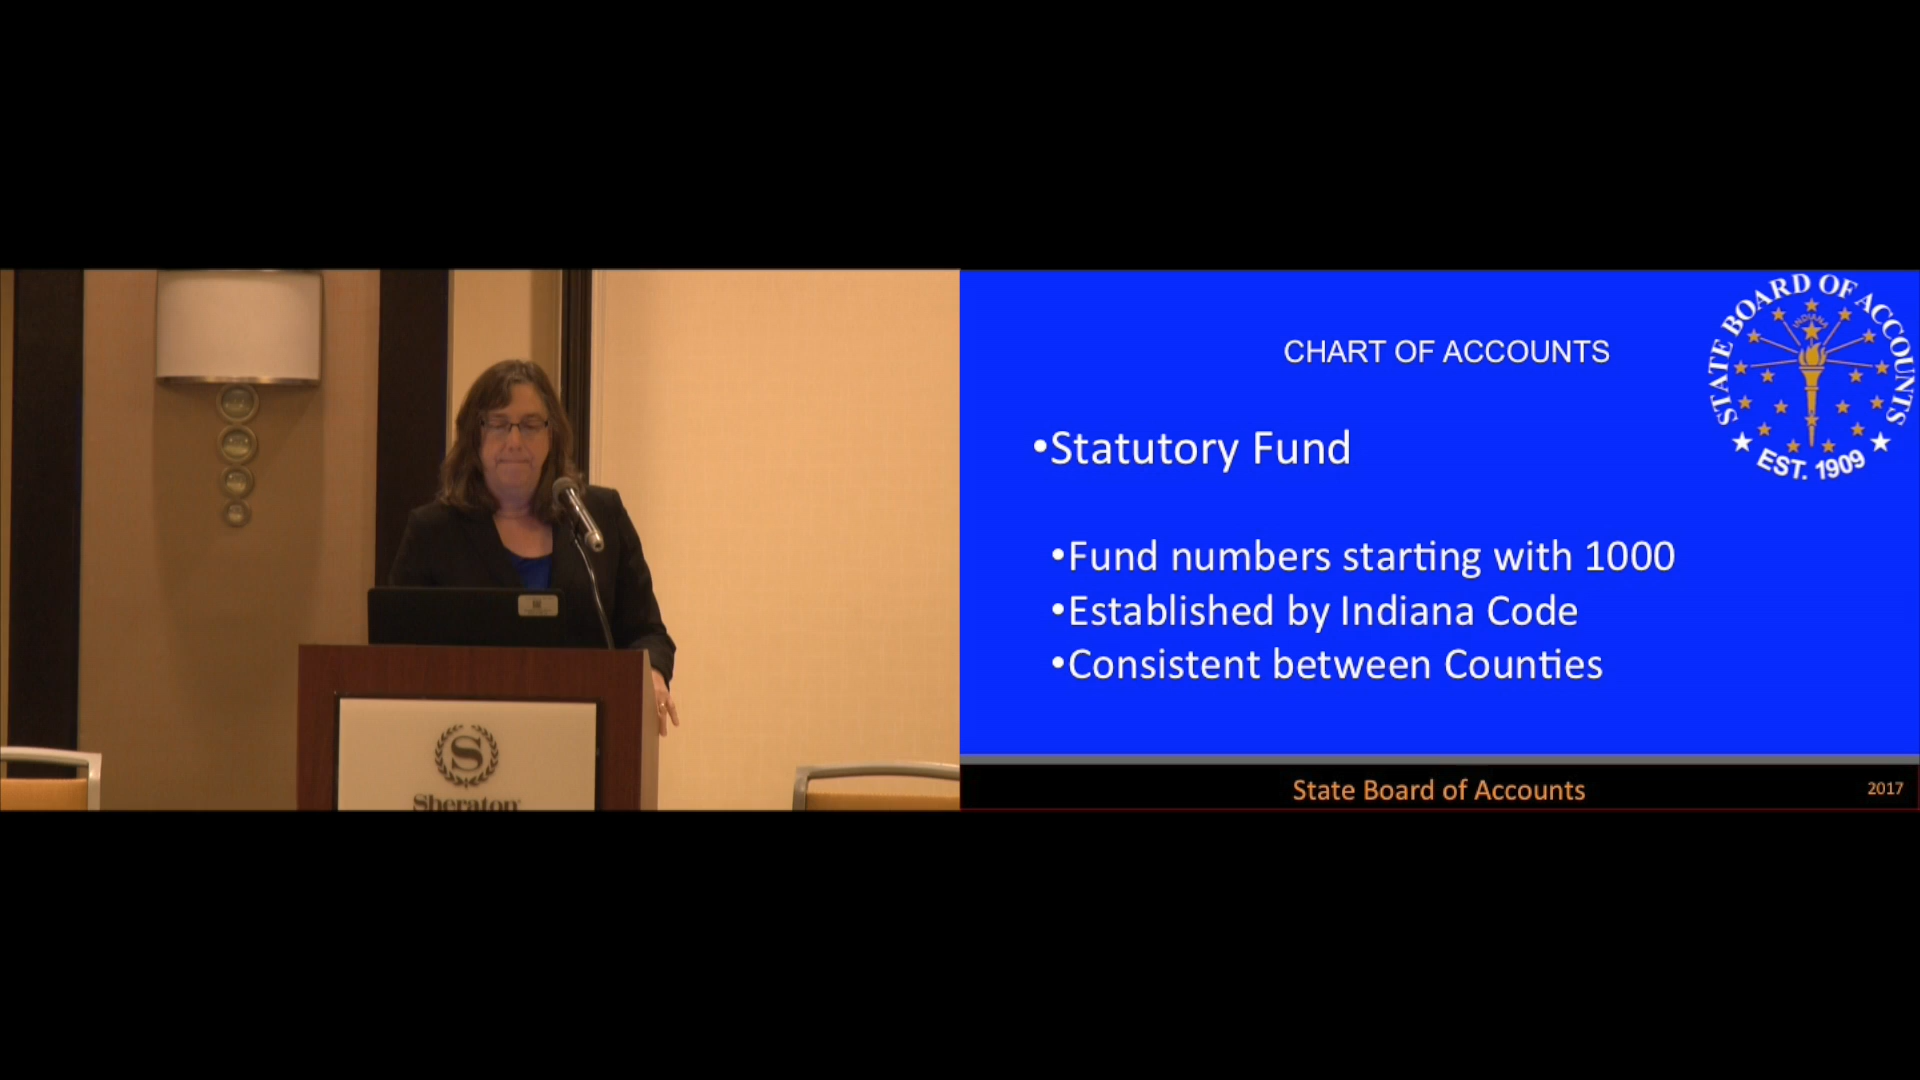 S
Sheraton
CHART OF ACCOUNTS
STATE BOARD OF ACCOUNTS
INDIANA
EST. 1909
•Statutory Fund
•Fund numbers starting with 1000
•Established by Indiana Code
•Consistent between Counties
State Board of Accounts
2017